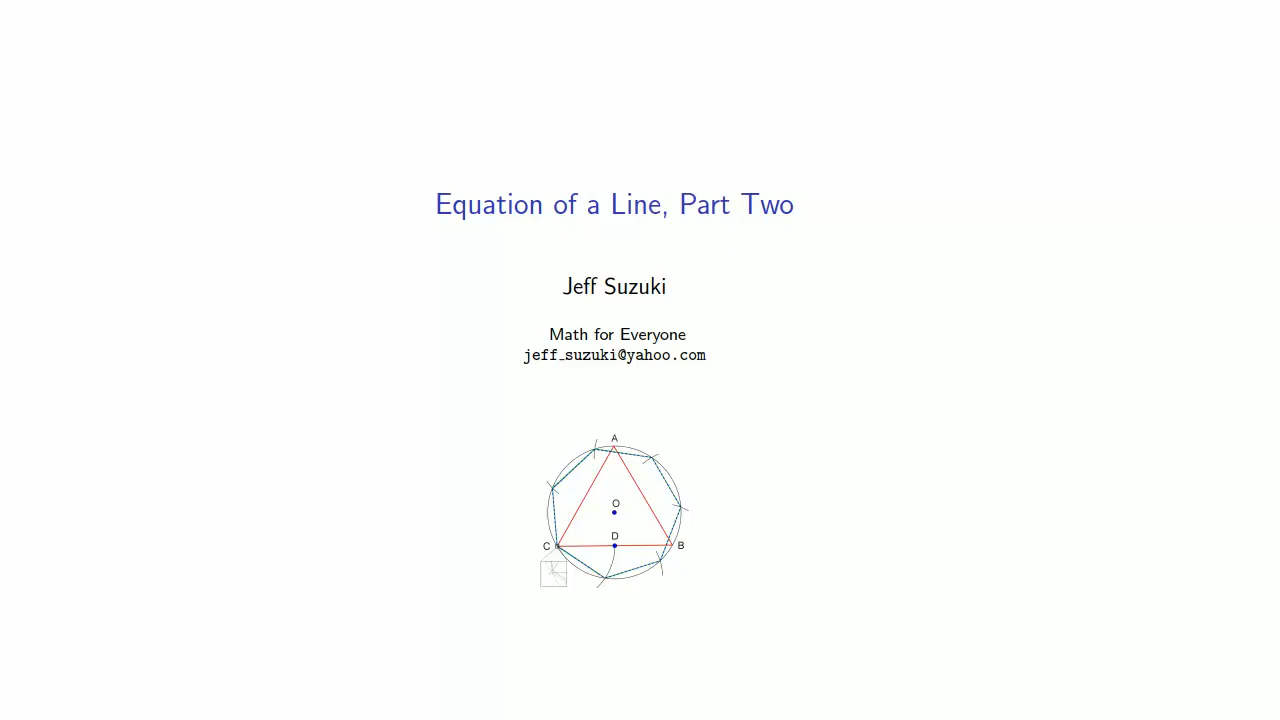 Equation of a Line, Part Two
Jeff Suzuki
Math for Everyone
jeff_suzuki@yahoo.com
A
O
D
C
B